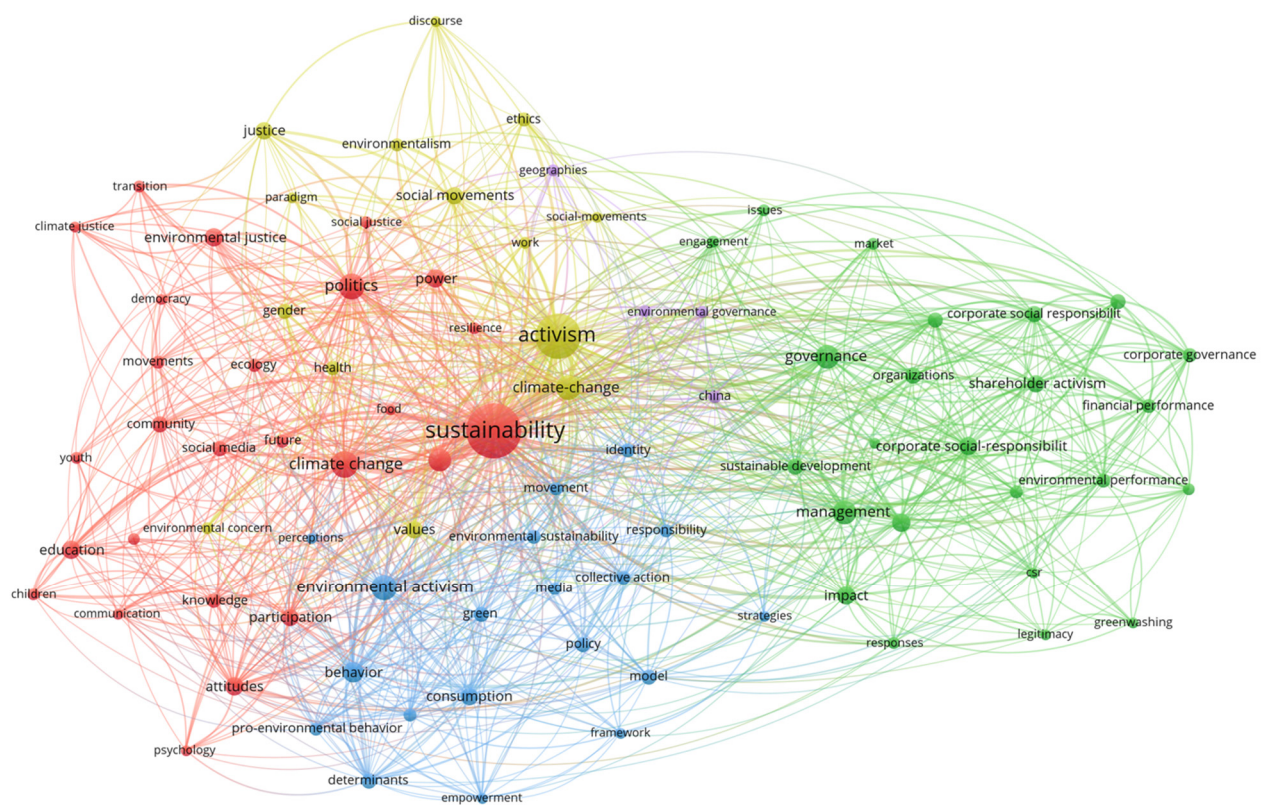 discourse
ethics
justice
environmentalism
geographies
transition
paradigm
social movements
issues
climate justice
social justice
social-movements
environmental justice
work
engagement
market
politics
power
democracy
gender
environmental governance
corporate social responsibilit
resilience
activism
governance
corporate governance
movements
ecology
health
organizations
shareholder activism
climate-change
china
financial performance
food
community
sustainability
social media
future
identity
corporate social-responsibilit
youth
climate change
sustainable development
movement
environmental performance
management
environmental concern
values
perceptions
environmental sustainability
responsibility
education
csr
environmental activism
media
collective action
children
knowledge
impact
communication
participation
green
strategies
greenwashing
legitimacy
policy
responses
behavior
model
attitudes
consumption
pro-environmental behavior
framework
psychology
determinants
empowerment